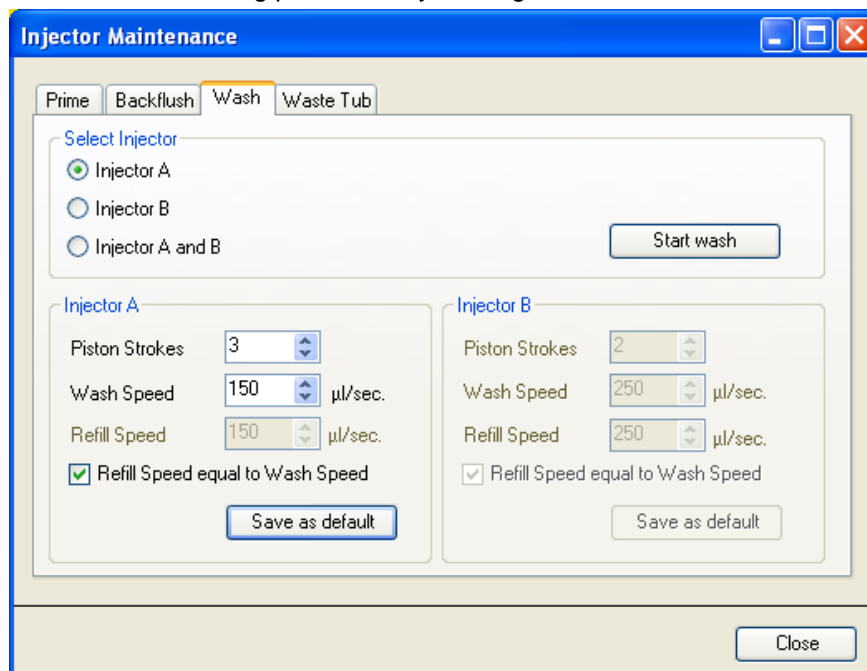 Injector Maintenance
Prime Backflush Wash Waste Tub
Select Injector
Injector A
Injector B
Injector A and B
Start wash
Injector A
Piston Strokes 3
Wash Speed 150 µl/sec.
Refill Speed 150 µl/sec.
Refill Speed equal to Wash Speed
Save as default
Injector B
Piston Strokes 2
Wash Speed 250 µl/sec.
Refill Speed 250 µl/sec.
Refill Speed equal to Wash Speed
Save as default
Close